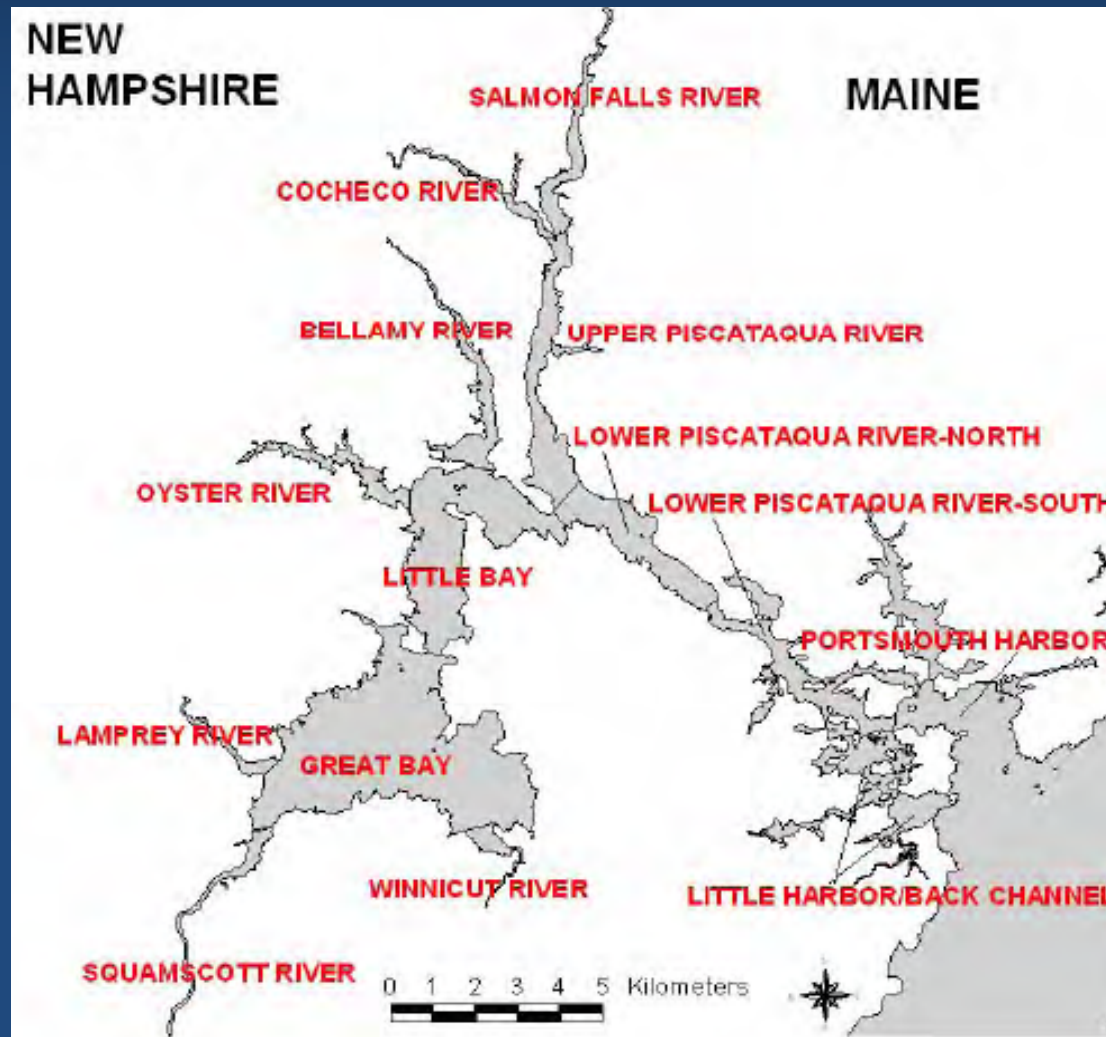 NEW
HAMPSHIRE
MAINE
SALMON FALLS RIVER
COCHECO RIVER
BELLAMY RIVER
UPPER PISCATAQUA RIVER
LOWER PISCATAQUA RIVER-NORTH
OYSTER RIVER
LOWER PISCATAQUA RIVER-SOUTH
LITTLE BAY
PORTSMOUTH HARBOR
LAMPREY RIVER
GREAT BAY
WINNICUT RIVER
LITTLE HARBOR/BACK CHANNEL
SQUAMSCOTT RIVER
0 1 2 3 4 5 Kilometers